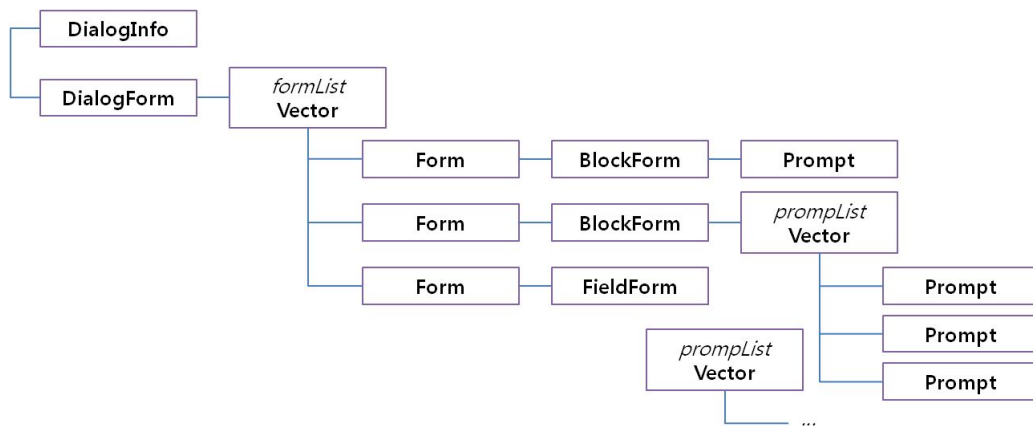 DialogInfo
DialogForm
formList
Vector
Form
BlockForm
Prompt
Form
BlockForm
prompList
Vector
Form
FieldForm
Prompt
prompList
Vector
Prompt
Prompt
...